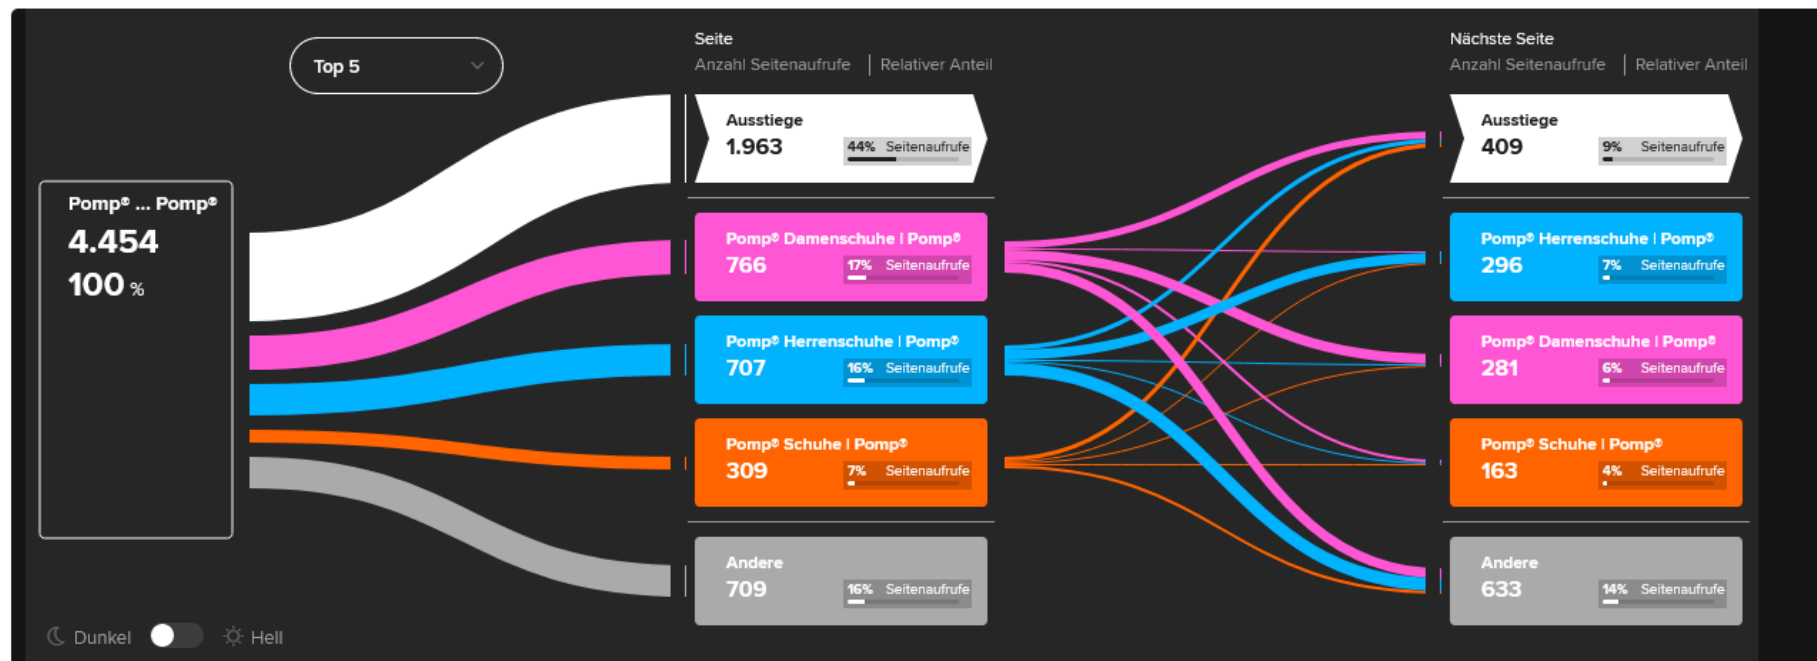 Top 5
Seite
Anzahl Seitenaufrufe | Relativer Anteil
Nächste Seite
Anzahl Seitenaufrufe | Relativer Anteil
Pomp® ... Pomp®
4.454
100 %
Ausstiege
1.963
44% Seitenaufrufe
Pomp® Damenschuhe | Pomp®
766
17% Seitenaufrufe
Pomp® Herrenschuhe | Pomp®
707
16% Seitenaufrufe
Pomp® Schuhe | Pomp®
309
7% Seitenaufrufe
Andere
709
16% Seitenaufrufe
Ausstiege
409
9% Seitenaufrufe
Pomp® Herrenschuhe | Pomp®
296
7% Seitenaufrufe
Pomp® Damenschuhe | Pomp®
281
6% Seitenaufrufe
Pomp® Schuhe | Pomp®
163
4% Seitenaufrufe
Andere
633
14% Seitenaufrufe
Dunkel
Hell